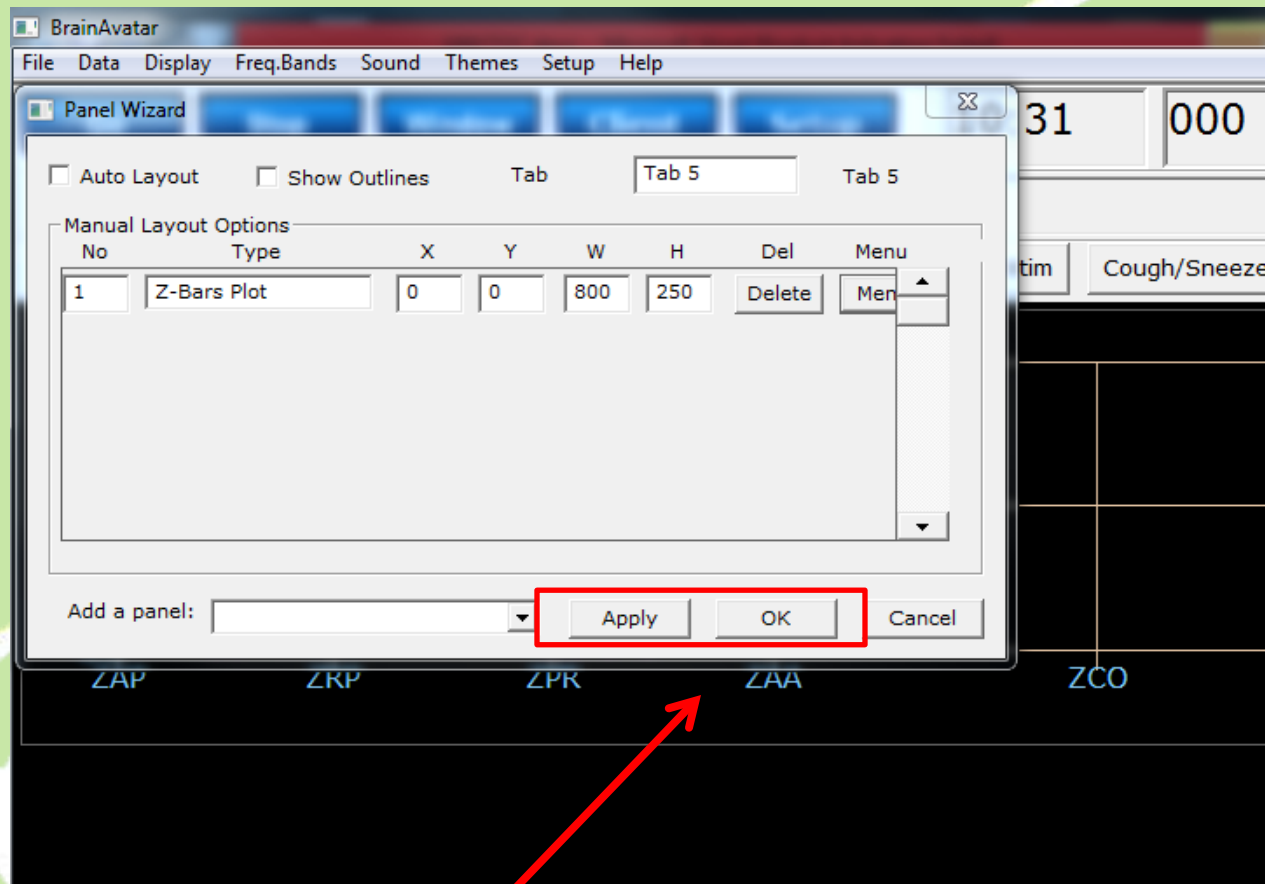 BrainAvatar
File Data Display Freq.Bands Sound Themes Setup Help
Panel Wizard
31 000
Auto Layout Show Outlines Tab Tab 5 Tab 5
Manual Layout Options
No Type X Y W H Del Menu
tim Cough/Sneeze
1 Z-Bars Plot 0 0 800 250 Delete Men
Add a panel: Apply OK Cancel
ZAP ZRP ZPR ZAA ZCO